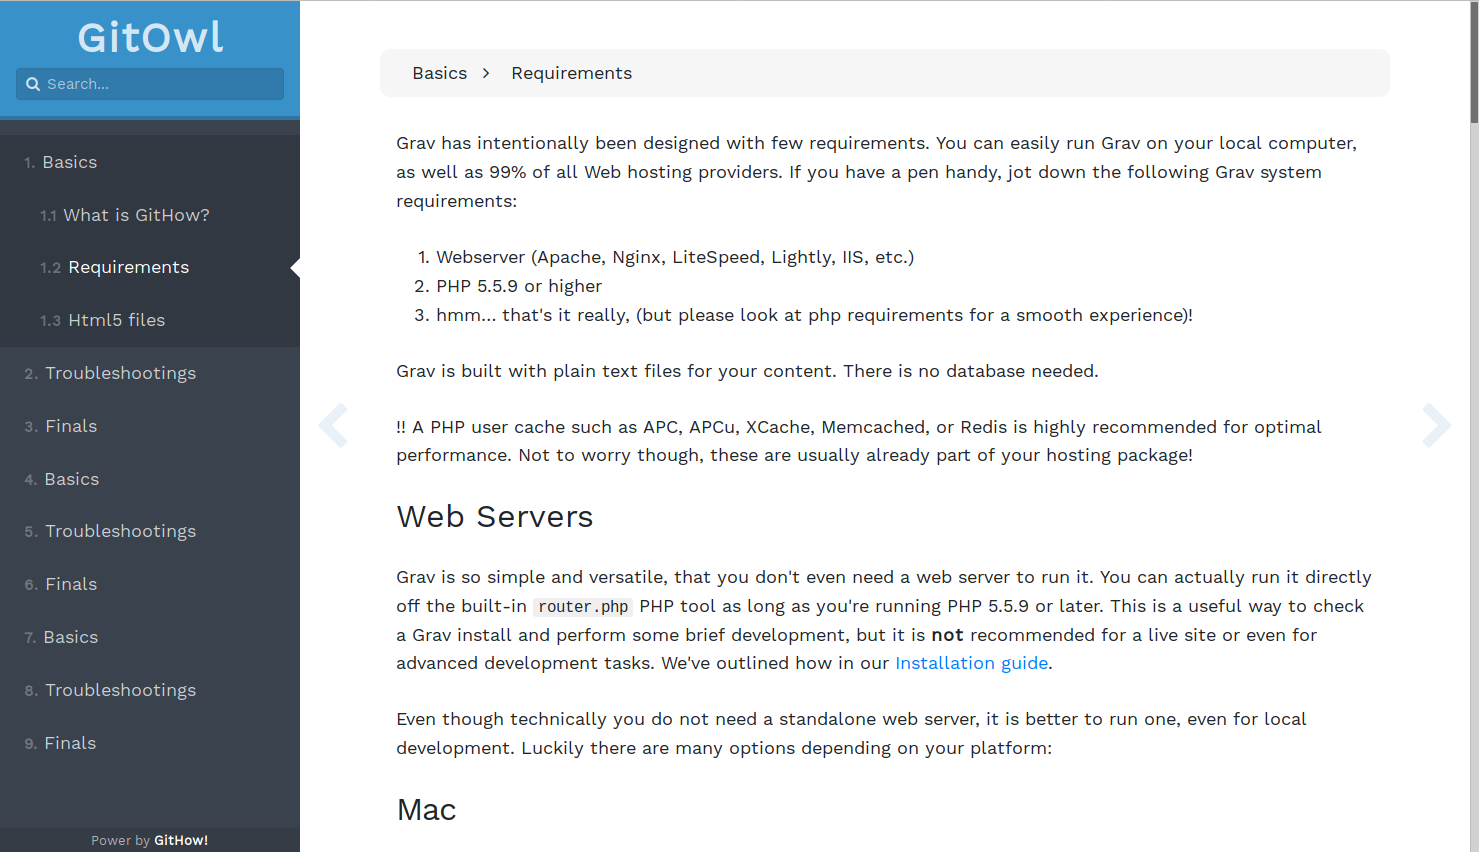 GitOwl
Search...
1. Basics
1.1 What is GitHow?
1.2 Requirements
1.3 Html5 files
2. Troubleshootings
3. Finals
4. Basics
5. Troubleshootings
6. Finals
7. Basics
8. Troubleshootings
9. Finals
Power by GitHow!
Basics > Requirements
Grav has intentionally been designed with few requirements. You can easily run Grav on your local computer,
as well as 99% of all Web hosting providers. If you have a pen handy, jot down the following Grav system
requirements:
1. Webserver (Apache, Nginx, LiteSpeed, Lightly, IIS, etc.)
2. PHP 5.5.9 or higher
3. hmm... that's it really, (but please look at php requirements for a smooth experience)!
Grav is built with plain text files for your content. There is no database needed.
!! A PHP user cache such as APC, APCu, XCache, Memcached, or Redis is highly recommended for optimal
performance. Not to worry though, these are usually already part of your hosting package!
Web Servers
Grav is so simple and versatile, that you don't even need a web server to run it. You can actually run it directly
off the built-in router.php PHP tool as long as you're running PHP 5.5.9 or later. This is a useful way to check
a Grav install and perform some brief development, but it is not recommended for a live site or even for
advanced development tasks. We've outlined how in our Installation guide.
Even though technically you do not need a standalone web server, it is better to run one, even for local
development. Luckily there are many options depending on your platform:
Mac